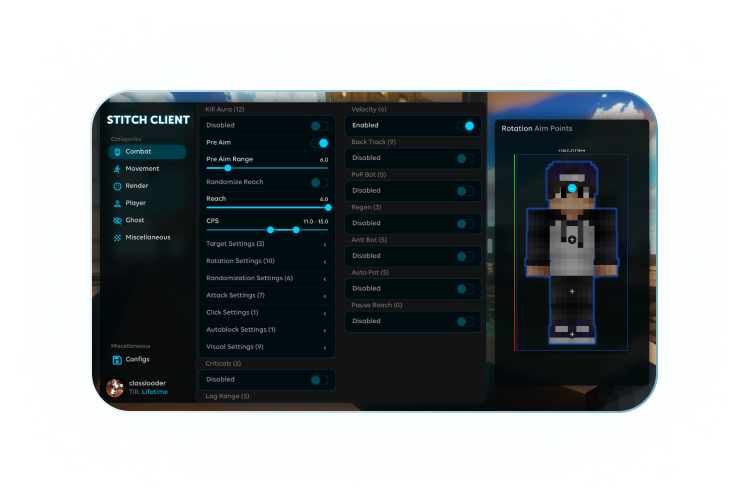 STITCH CLIENT
Categories
Combat
Movement
Render
Player
Ghost
Miscellaneous
Miscellaneous
Configs
classloader
Till: Lifetime
Kill Aura (12)
Disabled
Pre Aim
Pre Aim Range 6.0
Randomize Reach
Reach 6.0
CPS 11.0 - 15.0
Target Settings (3)
Rotation Settings (10)
Randomization Settings (6)
Attack Settings (7)
Click Settings (1)
Autoblock Settings (1)
Visual Settings (9)
Criticals (3)
Disabled
Lag Range (5)
Velocity (6)
Enabled
Back Track (9)
Disabled
PvP Bot (0)
Disabled
Regen (3)
Disabled
Anti Bot (5)
Disabled
Auto Pot (5)
Disabled
Pause Reach (0)
Disabled
Rotation Aim Points